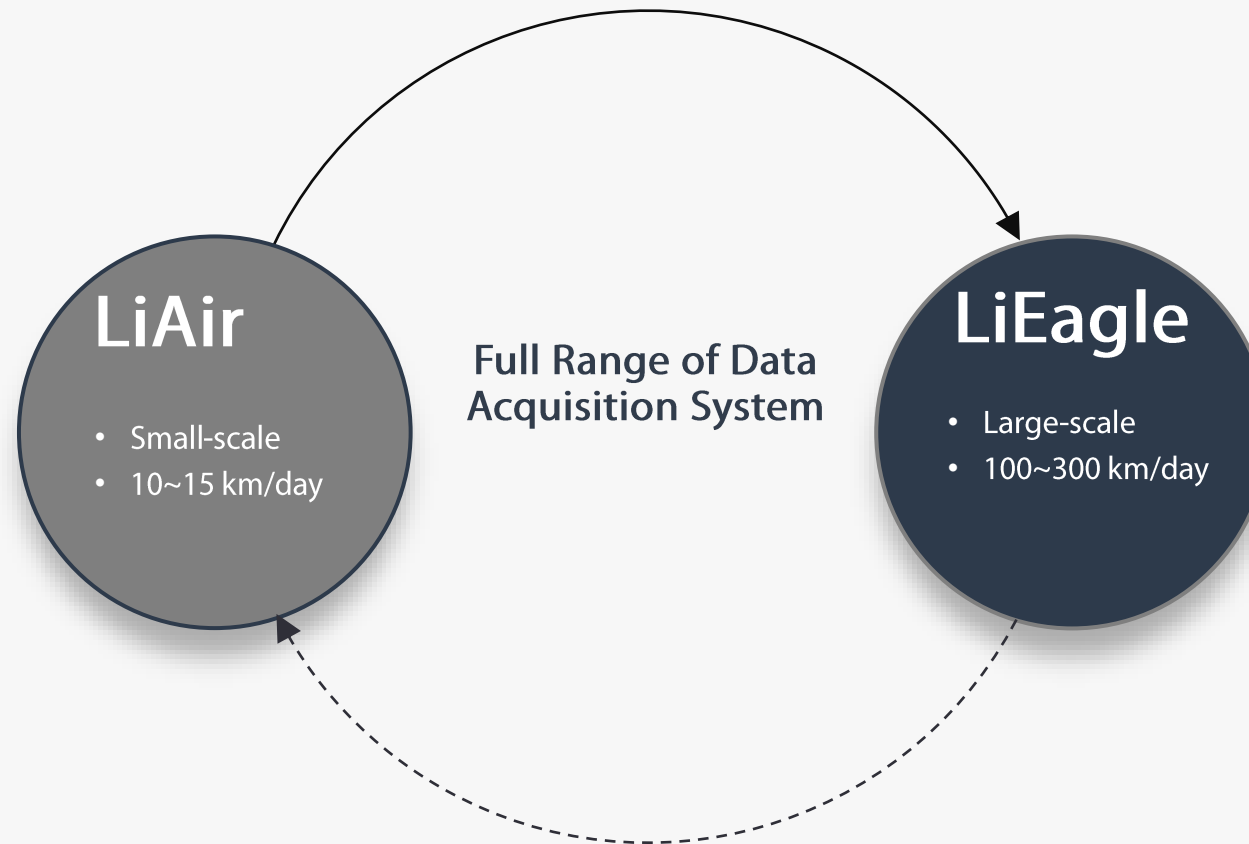 LiAir
• Small-scale
• 10~15 km/day
Full Range of Data
Acquisition System
LiEagle
• Large-scale
• 100~300 km/day